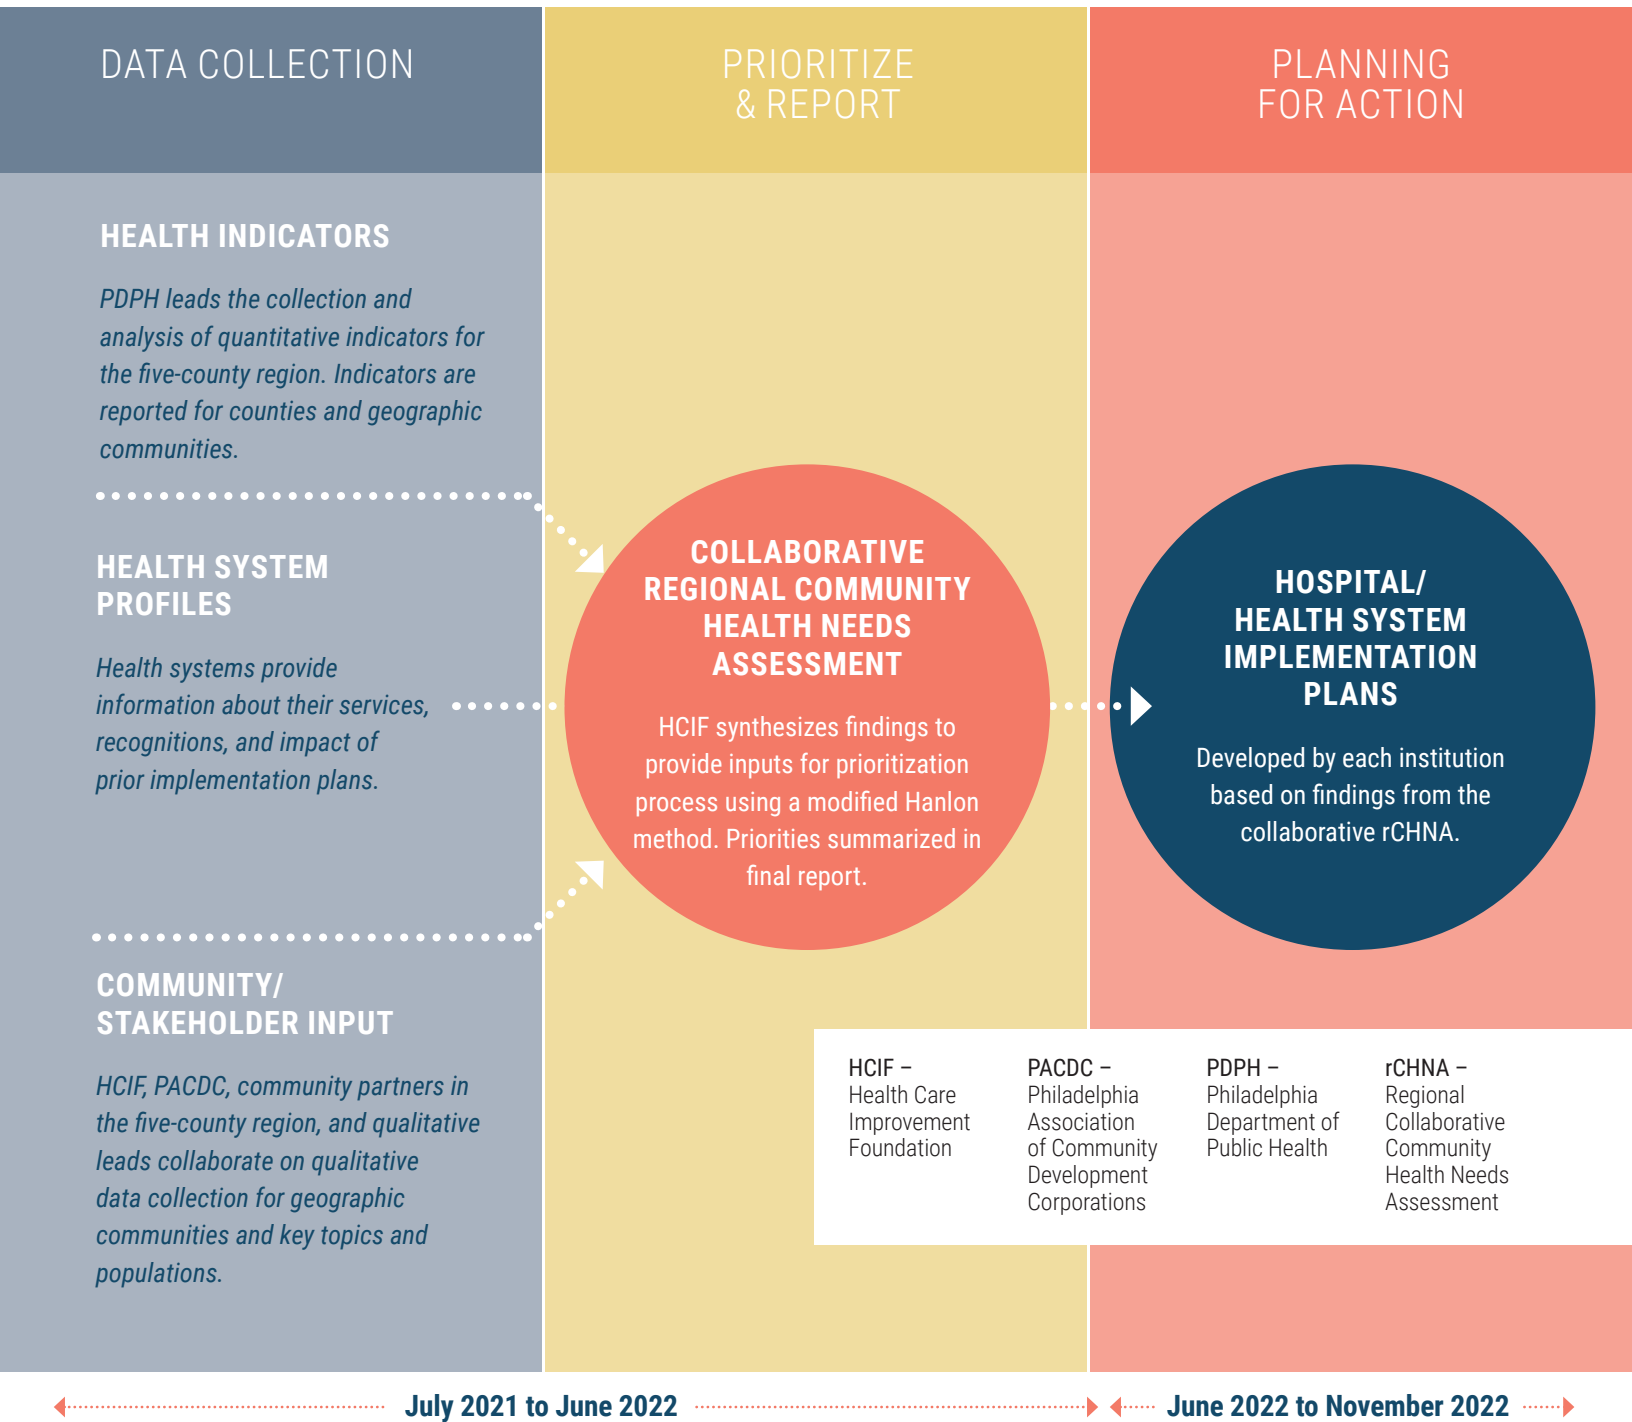 DATA COLLECTION
HEALTH INDICATORS
PDPH leads the collection and
analysis of quantitative indicators for
the five-county region. Indicators are
reported for counties and geographic
communities.
HEALTH SYSTEM
PROFILES
Health systems provide
information about their services,
recognitions, and impact of
prior implementation plans.
COMMUNITY/
STAKEHOLDER INPUT
HCIF, PACDC, community partners in
the five-county region, and qualitative
leads collaborate on qualitative
data collection for geographic
communities and key topics and
populations.
PRIORITIZE
& REPORT
COLLABORATIVE
REGIONAL COMMUNITY
HEALTH NEEDS
ASSESSMENT
HCIF synthesizes findings to
provide inputs for prioritization
process using a modified Hanlon
method. Priorities summarized in
final report.
PLANNING
FOR ACTION
HOSPITAL/
HEALTH SYSTEM
IMPLEMENTATION
PLANS
Developed by each institution
based on findings from the
collaborative rCHNA.
HCIF –
Health Care
Improvement
Foundation
PACDC –
Philadelphia
Association
of Community
Development
Corporations
PDPH –
Philadelphia
Department of
Public Health
rCHNA –
Regional
Collaborative
Community
Health Needs
Assessment
July 2021 to June 2022
June 2022 to November 2022